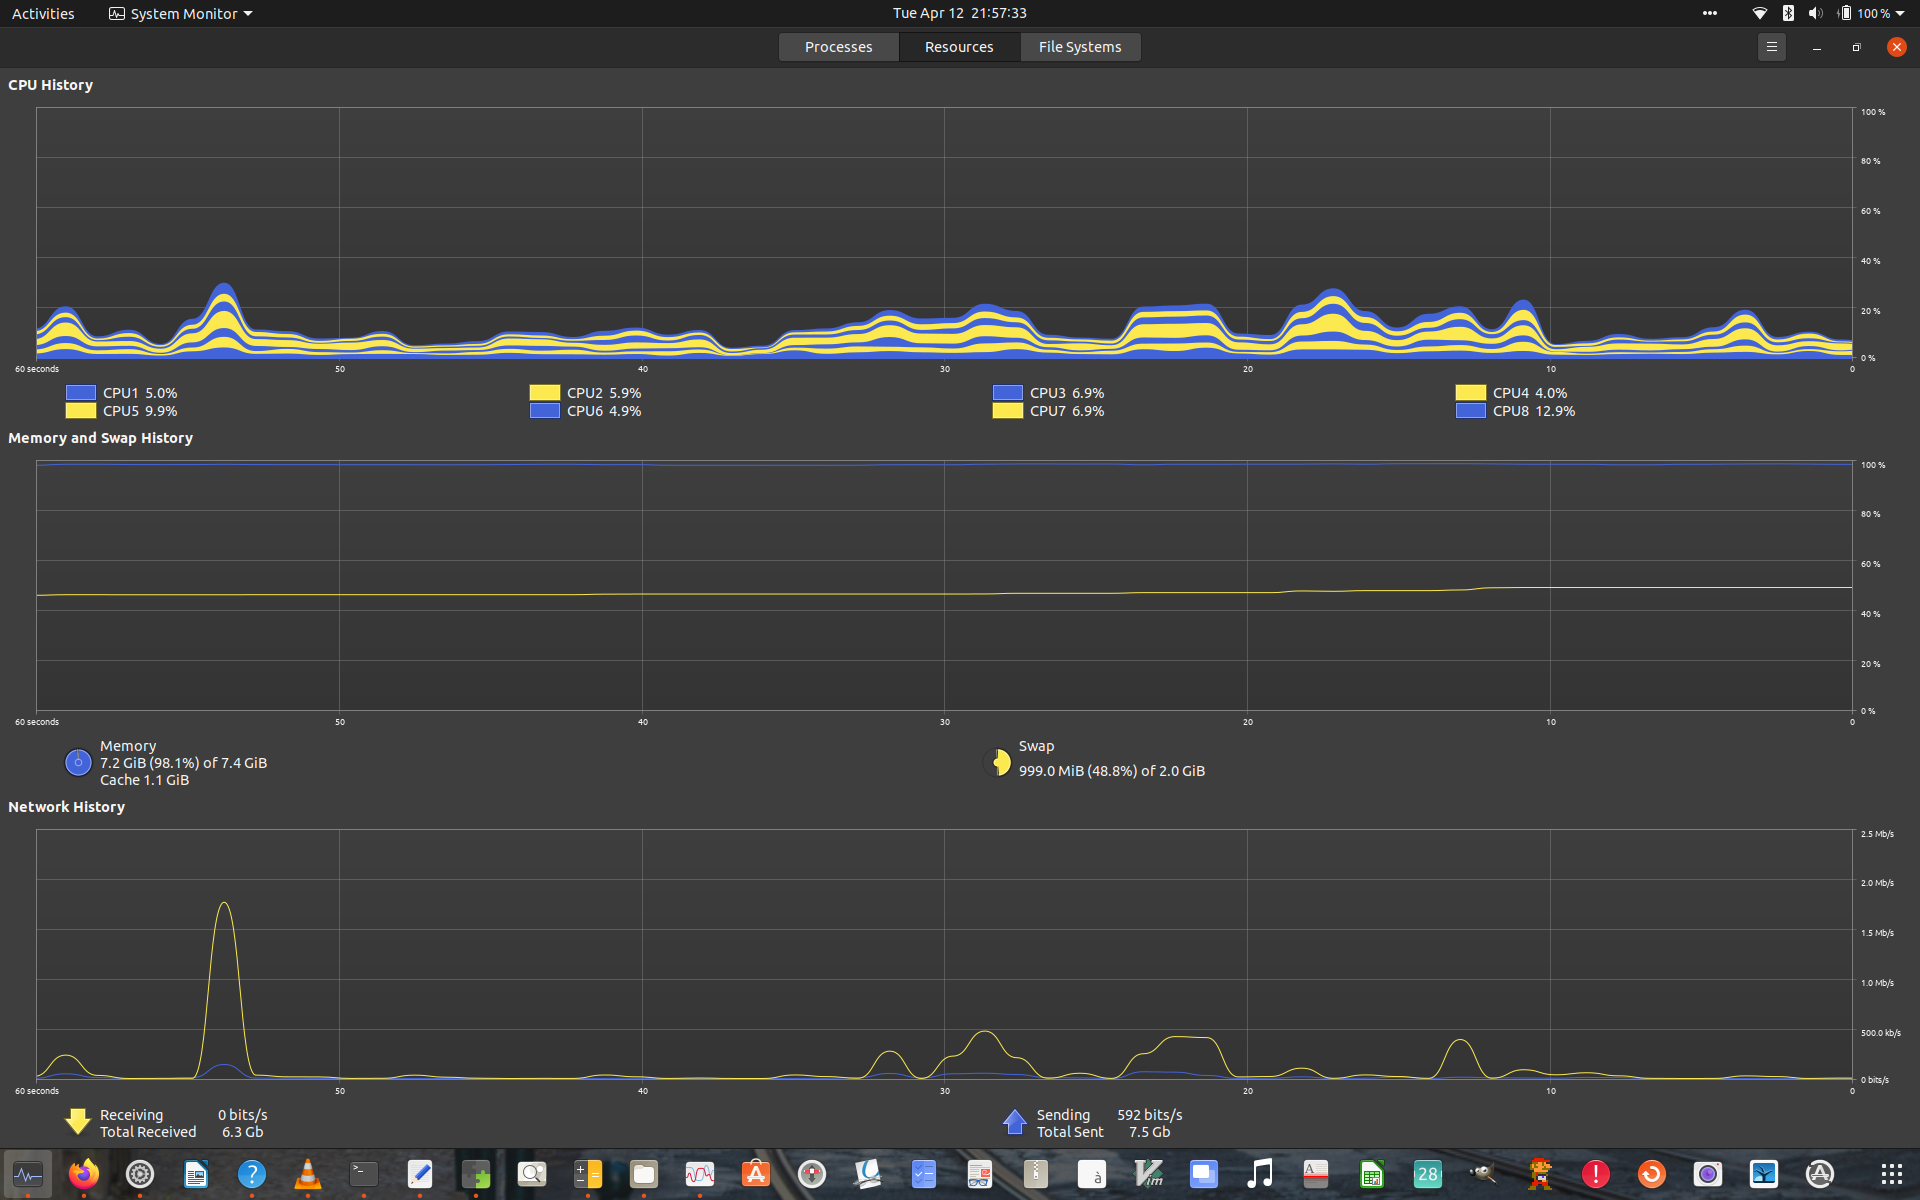 Activities System Monitor Tue Apr 12 21:57:33 100 %
Processes Resources File Systems
CPU History
100 %
80 %
60 %
40 %
20 %
0 %
60 seconds 50 40 30 20 10 0
CPU1 5.0% CPU2 5.9% CPU3 6.9% CPU4 4.0%
CPU5 9.9% CPU6 4.9% CPU7 6.9% CPU8 12.9%
Memory and Swap History
100 %
80 %
60 %
40 %
20 %
0 %
60 seconds 50 40 30 20 10 0
Memory Swap
7.2 GiB (98.1%) of 7.4 GiB 999.0 MiB (48.8%) of 2.0 GiB
Cache 1.1 GiB
Network History
2.5 Mb/s
2.0 Mb/s
1.5 Mb/s
1.0 Mb/s
500.0 kb/s
0 bits/s
60 seconds 50 40 30 20 10 0
Receiving 0 bits/s Sending 592 bits/s
Total Received 6.3 Gb Total Sent 7.5 Gb
? >_ A à Vim A 28 ! A